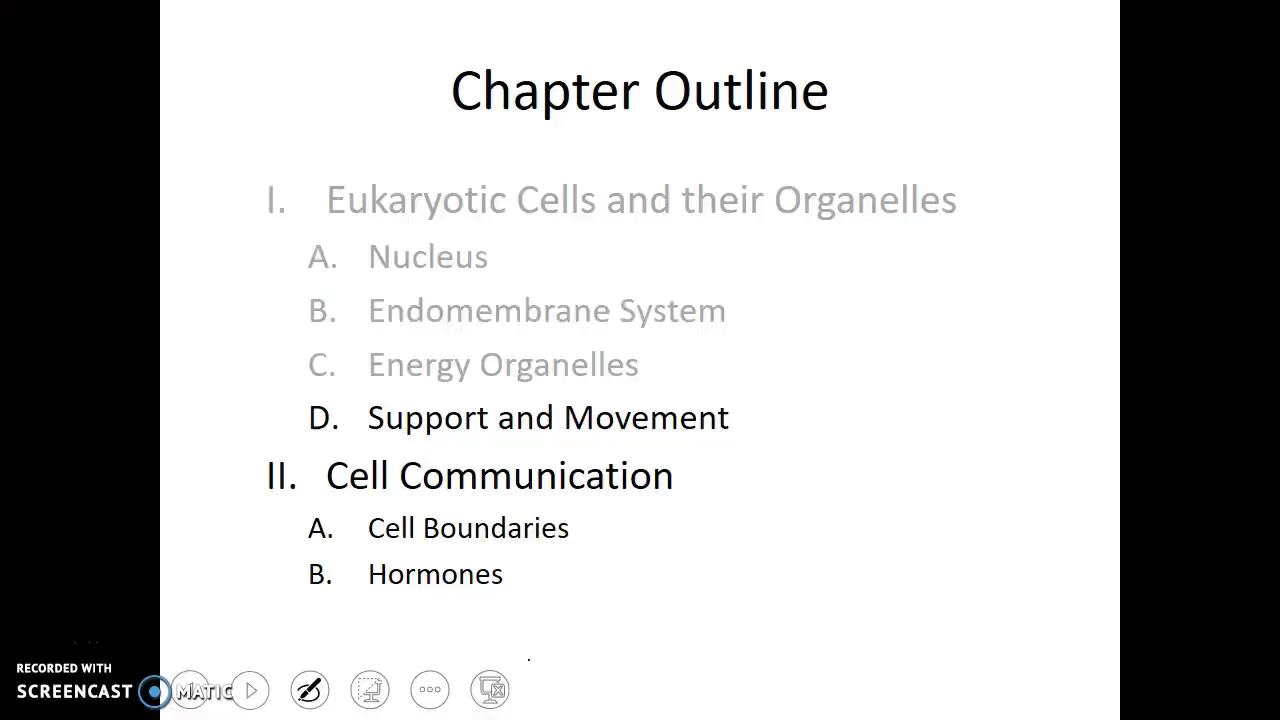 Chapter Outline
I. Eukaryotic Cells and their Organelles
A. Nucleus
B. Endomembrane System
C. Energy Organelles
D. Support and Movement
II. Cell Communication
A. Cell Boundaries
B. Hormones
RECORDED WITH
SCREENCAST MATIC